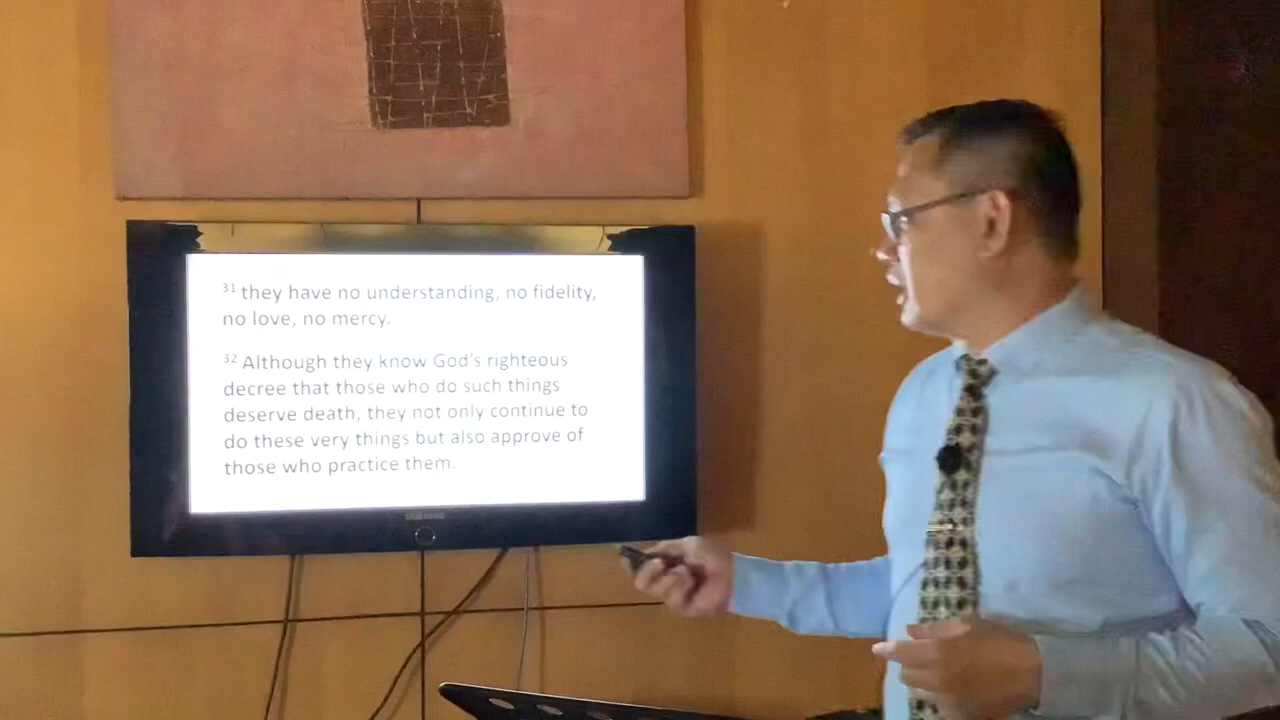 31 they have no understanding, no fidelity,
no love, no mercy.
32 Although they know God's righteous
decree that those who do such things
deserve death, they not only continue to
do these very things but also approve of
those who practice them.
SAMSUNG